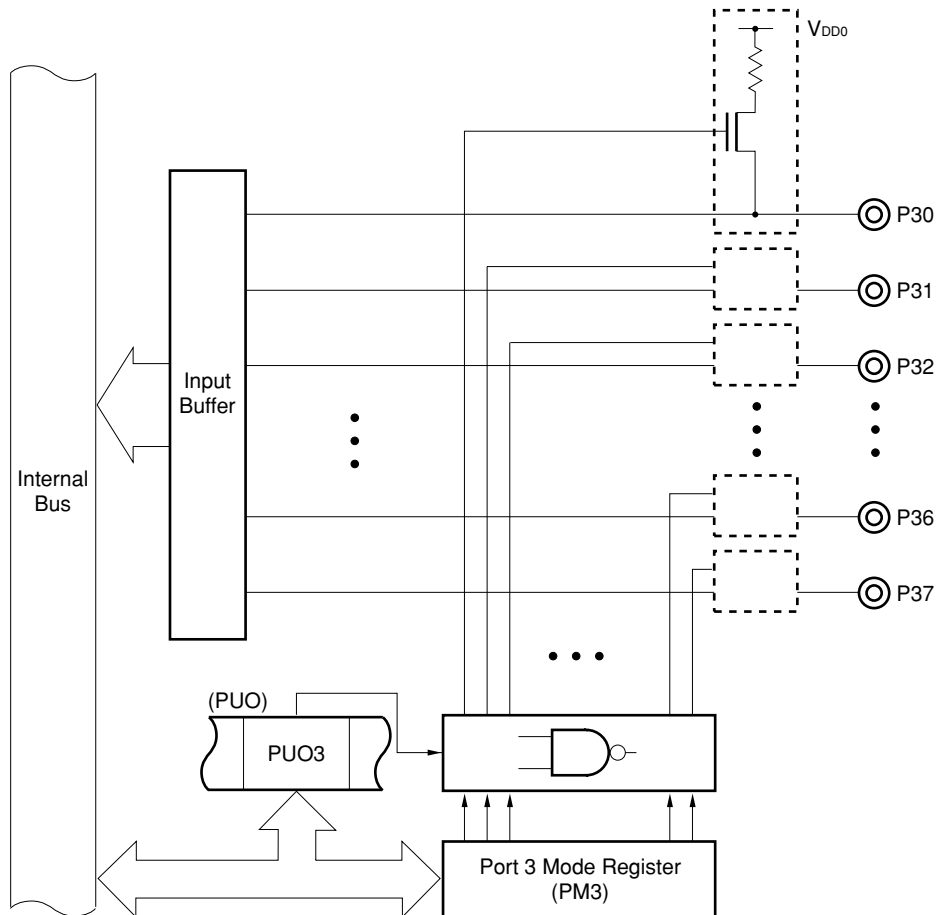 VDD0
P30
P31
P32
Input
Buffer
Internal
Bus
P36
P37
(PUO)
PUO3
Port 3 Mode Register
(PM3)